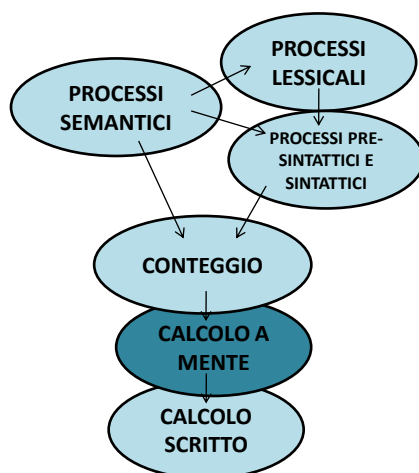 PROCESSI
LESSICALI
PROCESSI
SEMANTICI
PROCESSI PRE-
SINTATTICI E
SINTATTICI
CONTEGGIO
CALCOLO A
MENTE
CALCOLO
SCRITTO